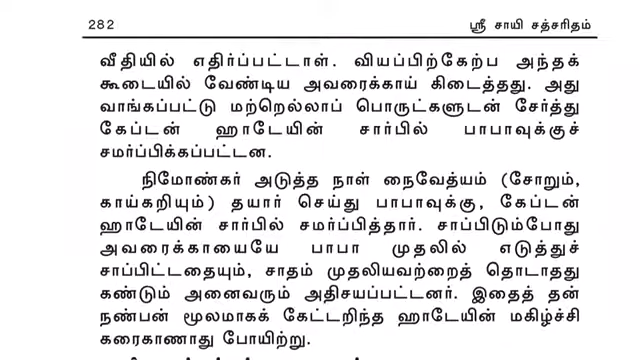 282
ஸ்ரீ சாயி சத்சரிதம்
வீதியில் எதிர்ப்பட்டாள். வியப்பிற்கேற்ப அந்தக்
கூடையில் வேண்டிய அவரைக்காய் கிடைத்தது. அது
வாங்கப்பட்டு மற்றெல்லாப் பொருட்களுடன் சேர்த்து
கேப்டன் ஹாடேயின் சார்பில் பாபாவுக்குச்
சமர்ப்பிக்கப்பட்டன.
நிமோண்கர் அடுத்த நாள் நைவேத்யம் (சோறும்,
காய்கறியும்) தயார் செய்து பாபாவுக்கு, கேப்டன்
ஹாடேயின் சார்பில் சமர்ப்பித்தார். சாப்பிடும்போது
அவரைக்காயையே பாபா முதலில் எடுத்துச்
சாப்பிட்டதையும், சாதம் முதலியவற்றைத் தொடாதது
கண்டும் அனைவரும் அதிசயப்பட்டனர். இதைத் தன்
நண்பன் மூலமாகக் கேட்டறிந்த ஹாடேயின் மகிழ்ச்சி
கரைகாணாது போயிற்று.